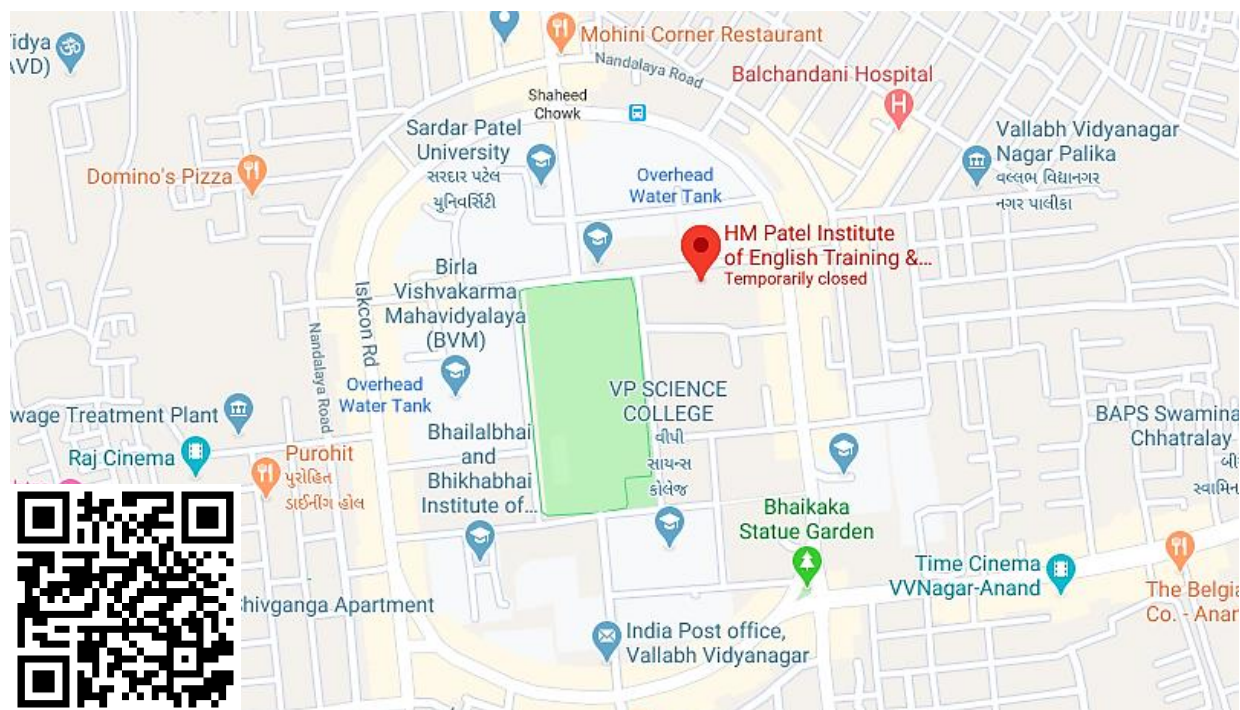 idya
AVD)
Mohini Corner Restaurant
Nandalaya Road
Balchandani Hospital
Shaheed
Chowk
Sardar Patel
University
સરદાર પટેલ
યુનિવર્સિટી
Domino's Pizza
Overhead
Water Tank
Vallabh Vidyanagar
Nagar Palika
વલ્લભ વિદ્યાનગર
નગર પાલીકા
HM Patel Institute
of English Training &...
Temporarily closed
Birla
Vishvakarma
Mahavidyalaya
(BVM)
Iskcon Rd
Nandalaya Road
Overhead
Water Tank
VP SCIENCE
COLLEGE
વીપી
સાયન્સ
કોલેજ
wage Treatment Plant
Raj Cinema
Purohit
પુરોહિત
ડાઈનીંગ હોલ
Bhailalbhai
and
Bhikhabhai
Institute of...
BAPS Swamina
Chhatralay
બી
સ્વામિન
Bhaikaka
Statue Garden
Time Cinema
VVNagar-Anand
The Belgia
Co. - Anan
Shivganga Apartment
India Post office,
Vallabh Vidyanagar